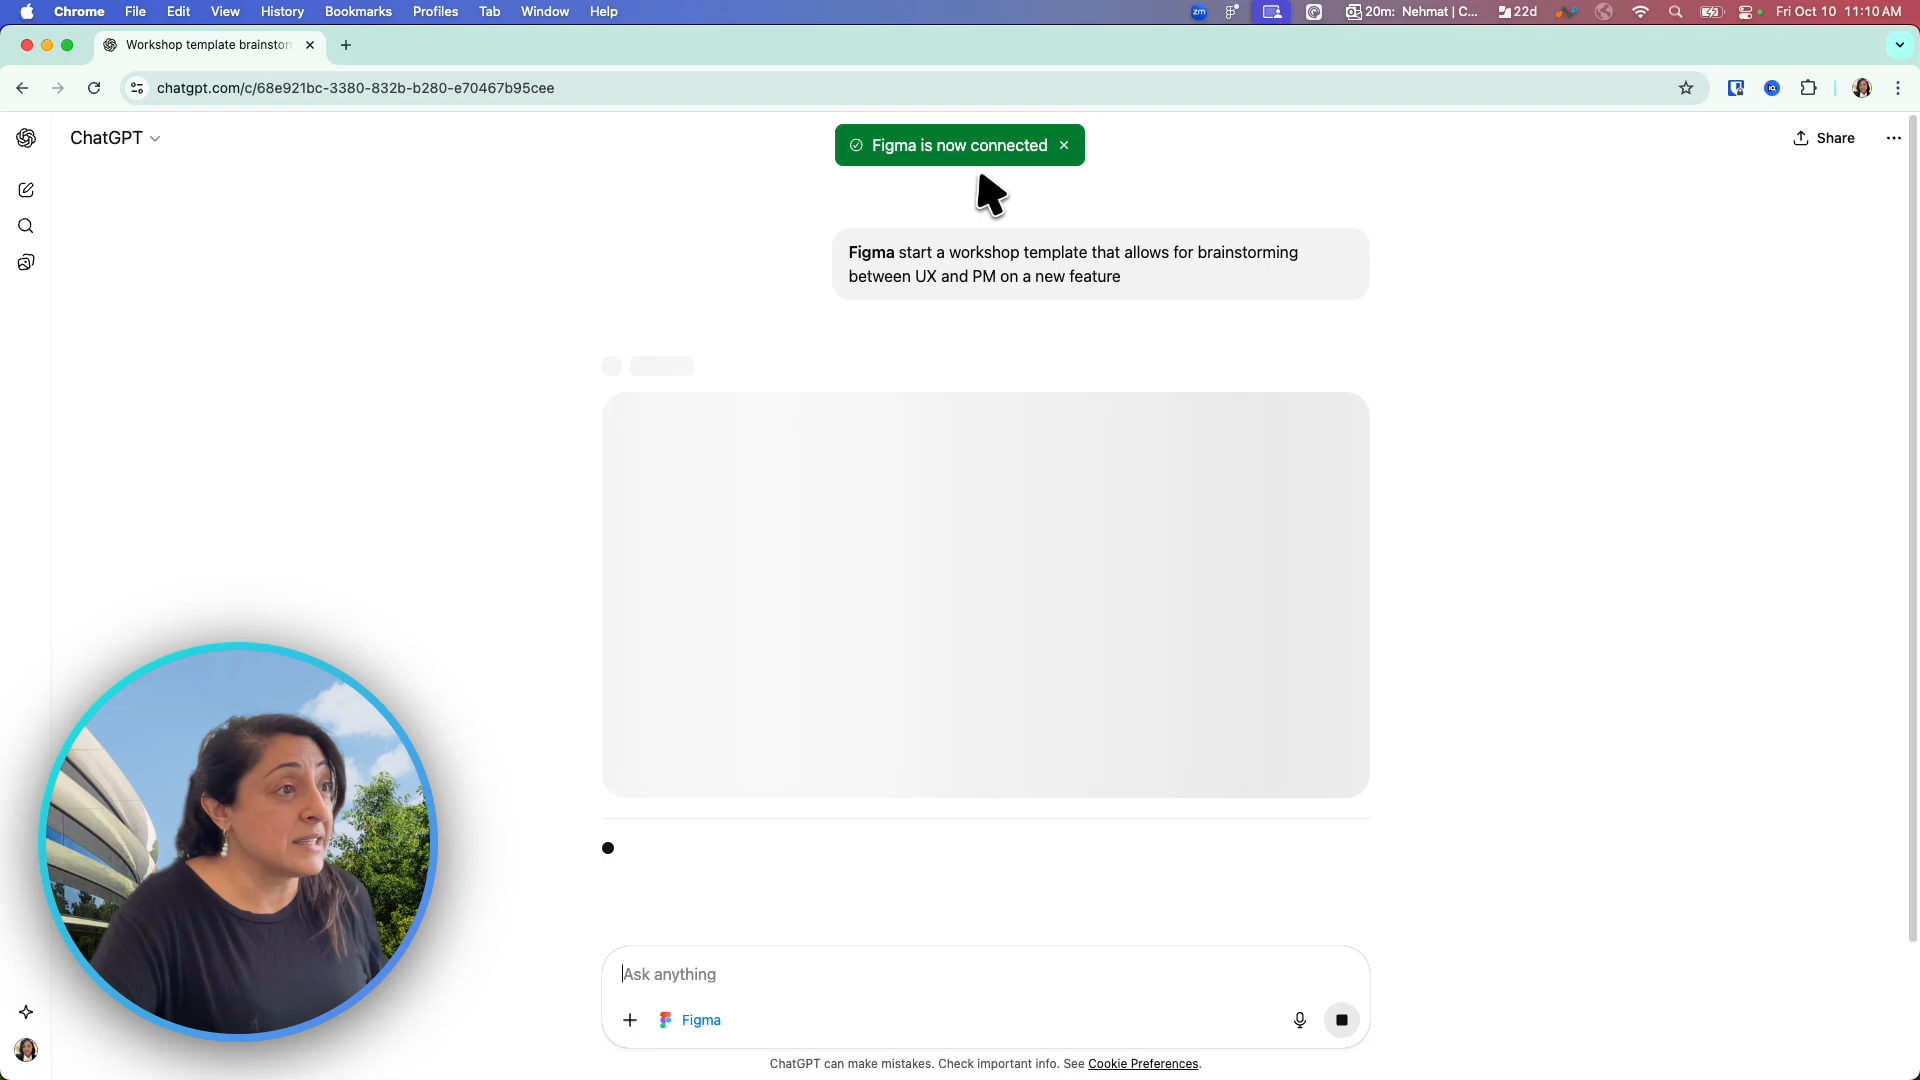 Chrome File Edit View History Bookmarks Profiles Tab Window Help zm 20m: Nehmat | C... 22d Fri Oct 10 11:10 AM
Workshop template brainstor
chatgpt.com/c/68e921bc-3380-832b-b280-e70467b95cee
ChatGPT
Figma is now connected
Share
Figma start a workshop template that allows for brainstorming
between UX and PM on a new feature
Ask anything
Figma
ChatGPT can make mistakes. Check important info. See Cookie Preferences.